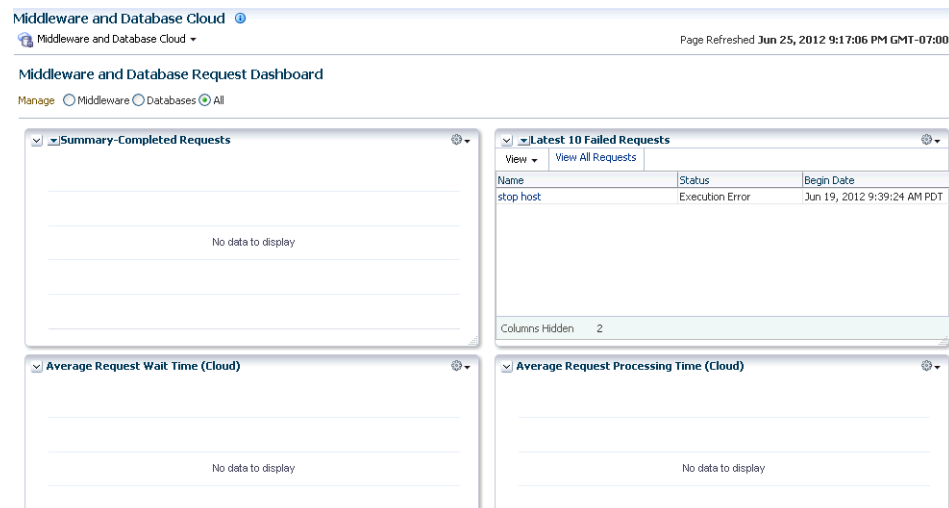 Middleware and Database Cloud
Middleware and Database Cloud
Page Refreshed Jun 25, 2012 9:17:06 PM GMT-07:00
Middleware and Database Request Dashboard
Manage Middleware Databases All
Summary-Completed Requests
No data to display
Latest 10 Failed Requests
View View All Requests
Name Status Begin Date
stop host Execution Error Jun 19, 2012 9:39:24 AM PDT
Columns Hidden 2
Average Request Wait Time (Cloud)
No data to display
Average Request Processing Time (Cloud)
No data to display